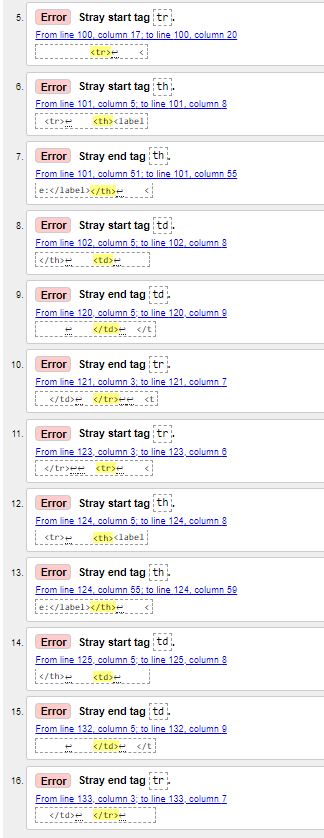 5. Error Stray start tag tr.
From line 100, column 17; to line 100, column 20
<tr>↩ <
6. Error Stray start tag th.
From line 101, column 5; to line 101, column 8
<tr>↩ <th><label
7. Error Stray end tag th.
From line 101, column 51; to line 101, column 55
e:</label></th>↩ <
8. Error Stray start tag td.
From line 102, column 5; to line 102, column 8
</th>↩ <td>↩
9. Error Stray end tag td.
From line 120, column 5; to line 120, column 9
↩ </td>↩ </t
10. Error Stray end tag tr.
From line 121, column 3; to line 121, column 7
</td>↩ </tr>↩↩ <t
11. Error Stray start tag tr.
From line 123, column 3; to line 123, column 6
</tr>↩↩ <tr>↩ <
12. Error Stray start tag th.
From line 124, column 5; to line 124, column 8
<tr>↩ <th><label
13. Error Stray end tag th.
From line 124, column 55; to line 124, column 59
e:</label></th>↩ <
14. Error Stray start tag td.
From line 125, column 5; to line 125, column 8
</th>↩ <td>↩
15. Error Stray end tag td.
From line 132, column 5; to line 132, column 9
↩ </td>↩ </t
16. Error Stray end tag tr.
From line 133, column 3; to line 133, column 7
</td>↩ </tr>↩